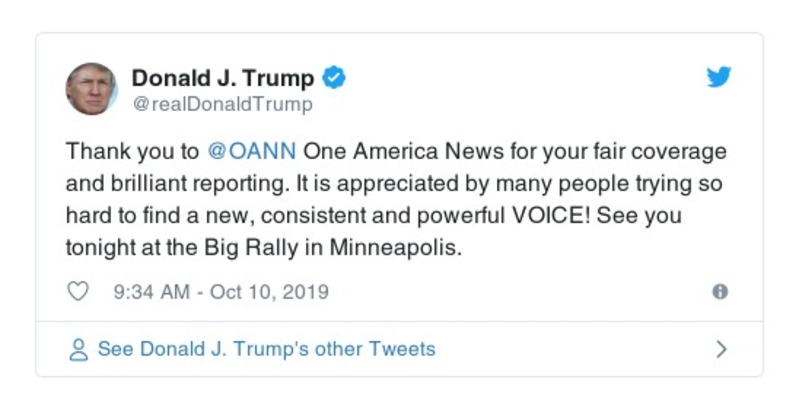 Donald J. Trump
@realDonaldTrump
Thank you to @OANN One America News for your fair coverage
and brilliant reporting. It is appreciated by many people trying so
hard to find a new, consistent and powerful VOICE! See you
tonight at the Big Rally in Minneapolis.
9:34 AM - Oct 10, 2019
See Donald J. Trump's other Tweets